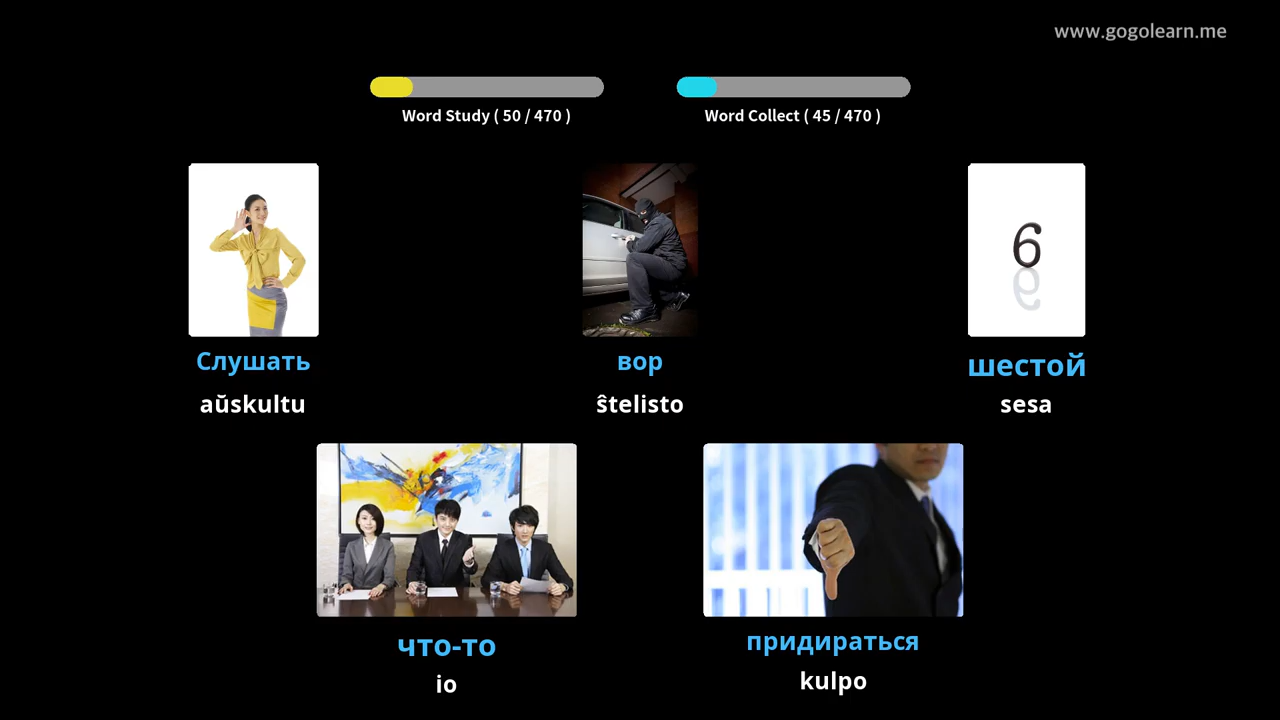 www.gogolearn.me
Word Study ( 50 / 470 )
Word Collect ( 45 / 470 )
6
Слушать
aŭskultu
вор
ŝtelisto
шестой
sesa
что-то
io
придираться
kulpo